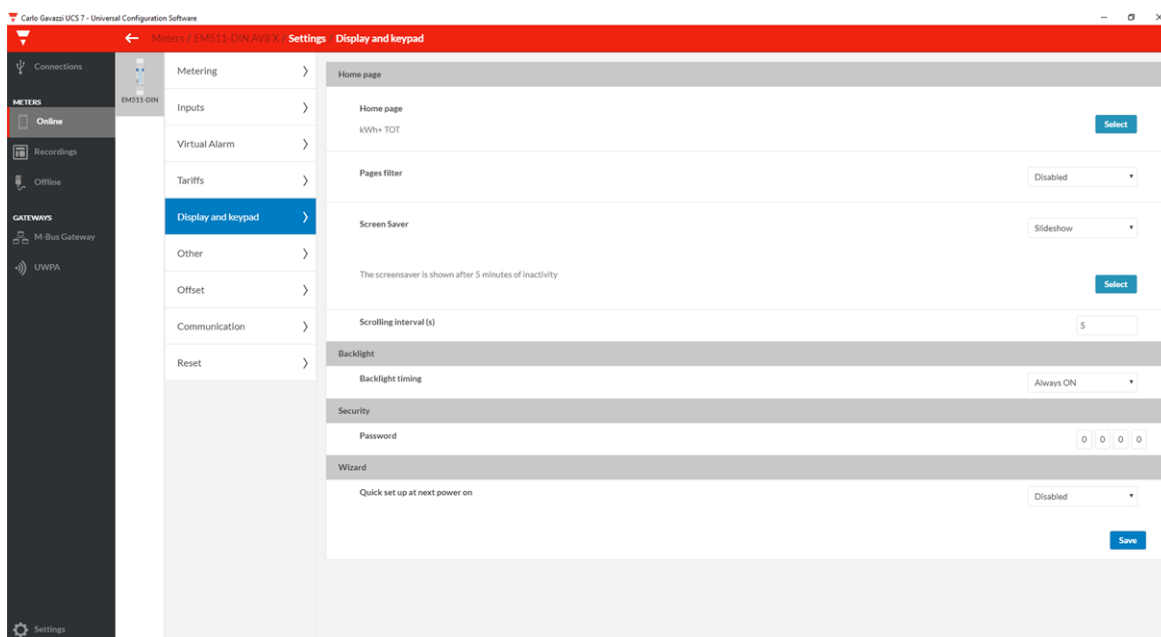 Carlo Gavazzi UCS 7 - Universal Configuration Software
Meters / EM511-DIN AV8 X / Settings / Display and keypad
Connections
METERS
Online
Recordings
Offline
GATEWAYS
M-Bus Gateway
UWPA
Settings
EM511-DIN
Metering
Inputs
Virtual Alarm
Tariffs
Display and keypad
Other
Offset
Communication
Reset
Home page
Home page
kWh+ TOT
Select
Pages filter
Disabled
Screen Saver
Slideshow
The screensaver is shown after 5 minutes of inactivity
Select
Scrolling interval (s)
5
Backlight
Backlight timing
Always ON
Security
Password
0 0 0 0
Wizard
Quick set up at next power on
Disabled
Save